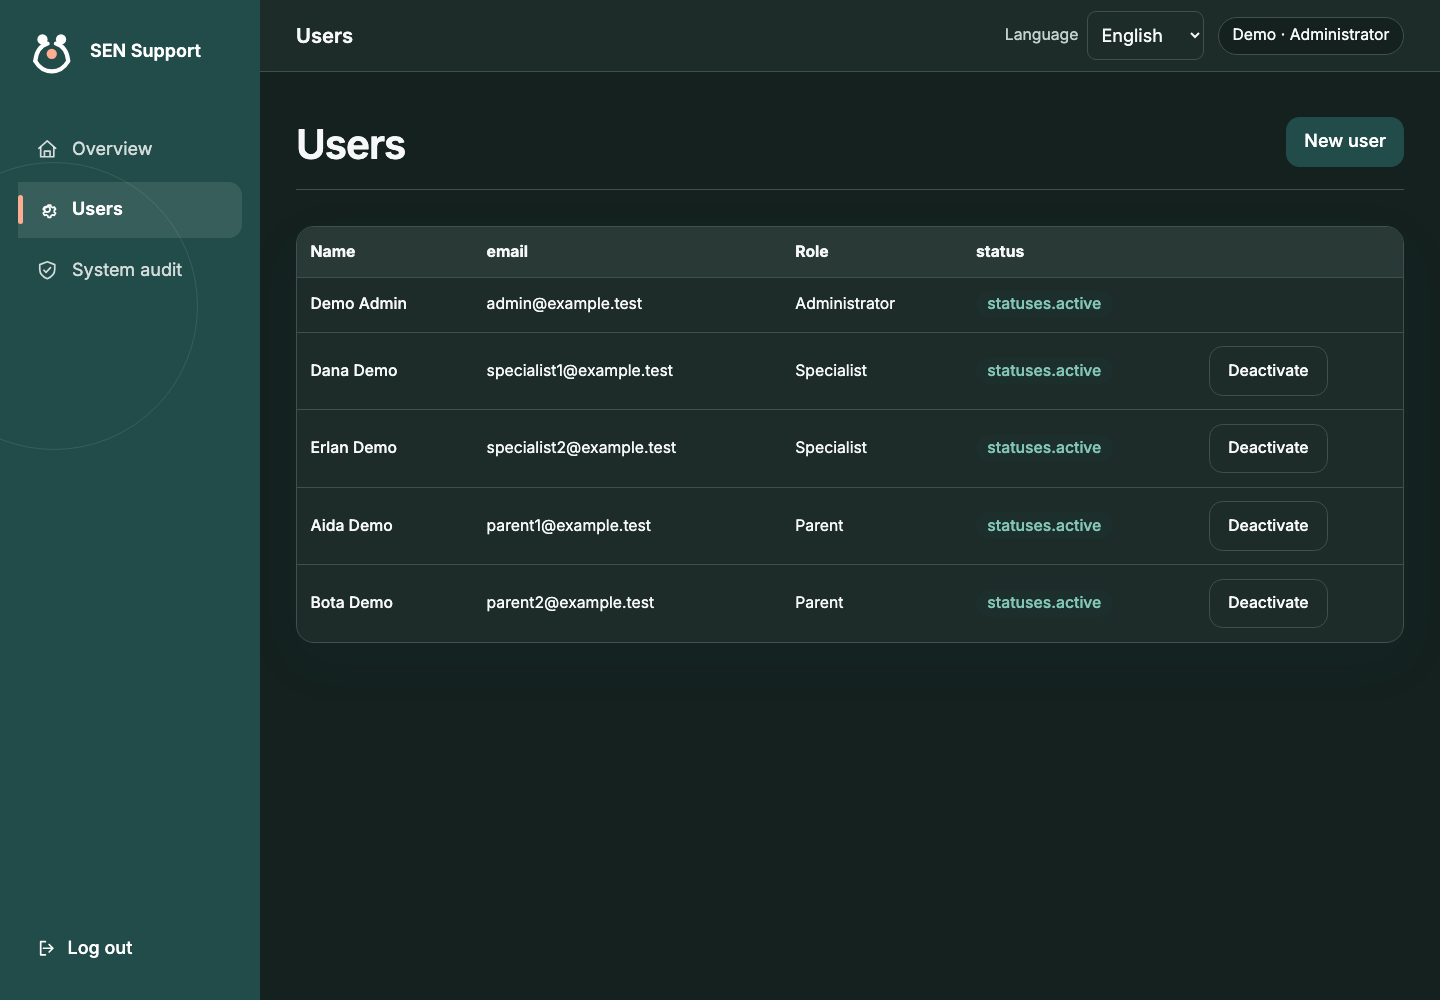 SEN Support
Users
Language English Demo · Administrator
Overview
Users
System audit
Log out
Users
New user
Name email Role status
Demo Admin admin@example.test Administrator statuses.active
Dana Demo specialist1@example.test Specialist statuses.active Deactivate
Erlan Demo specialist2@example.test Specialist statuses.active Deactivate
Aida Demo parent1@example.test Parent statuses.active Deactivate
Bota Demo parent2@example.test Parent statuses.active Deactivate